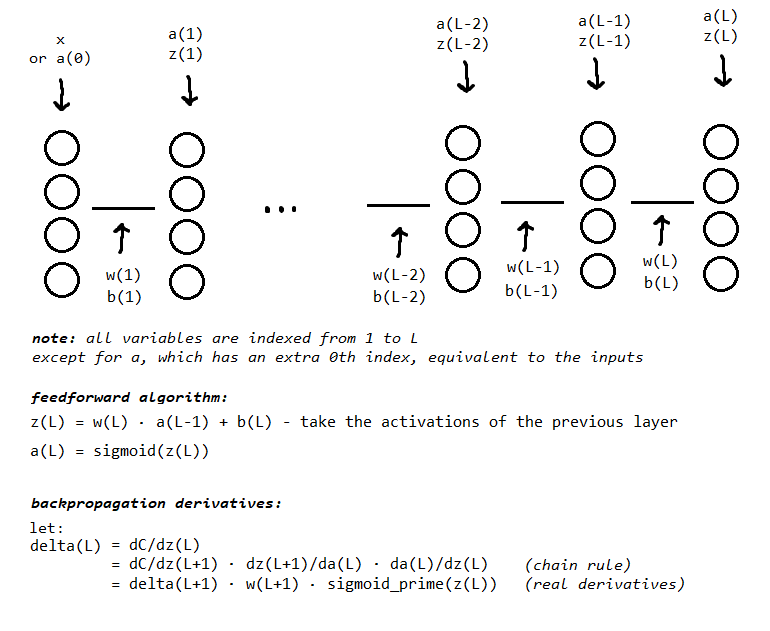 x
or a(0)
a(1)
z(1)
a(L-2)
z(L-2)
a(L-1)
z(L-1)
a(L)
z(L)
...
w(1)
b(1)
w(L-2)
b(L-2)
w(L-1)
b(L-1)
w(L)
b(L)
note: all variables are indexed from 1 to L
except for a, which has an extra 0th index, equivalent to the inputs
feedforward algorithm:
z(L) = w(L) · a(L-1) + b(L) - take the activations of the previous layer
a(L) = sigmoid(z(L))
backpropagation derivatives:
let:
delta(L) = dC/dz(L)
= dC/dz(L+1) · dz(L+1)/da(L) · da(L)/dz(L) (chain rule)
= delta(L+1) · w(L+1) · sigmoid_prime(z(L)) (real derivatives)